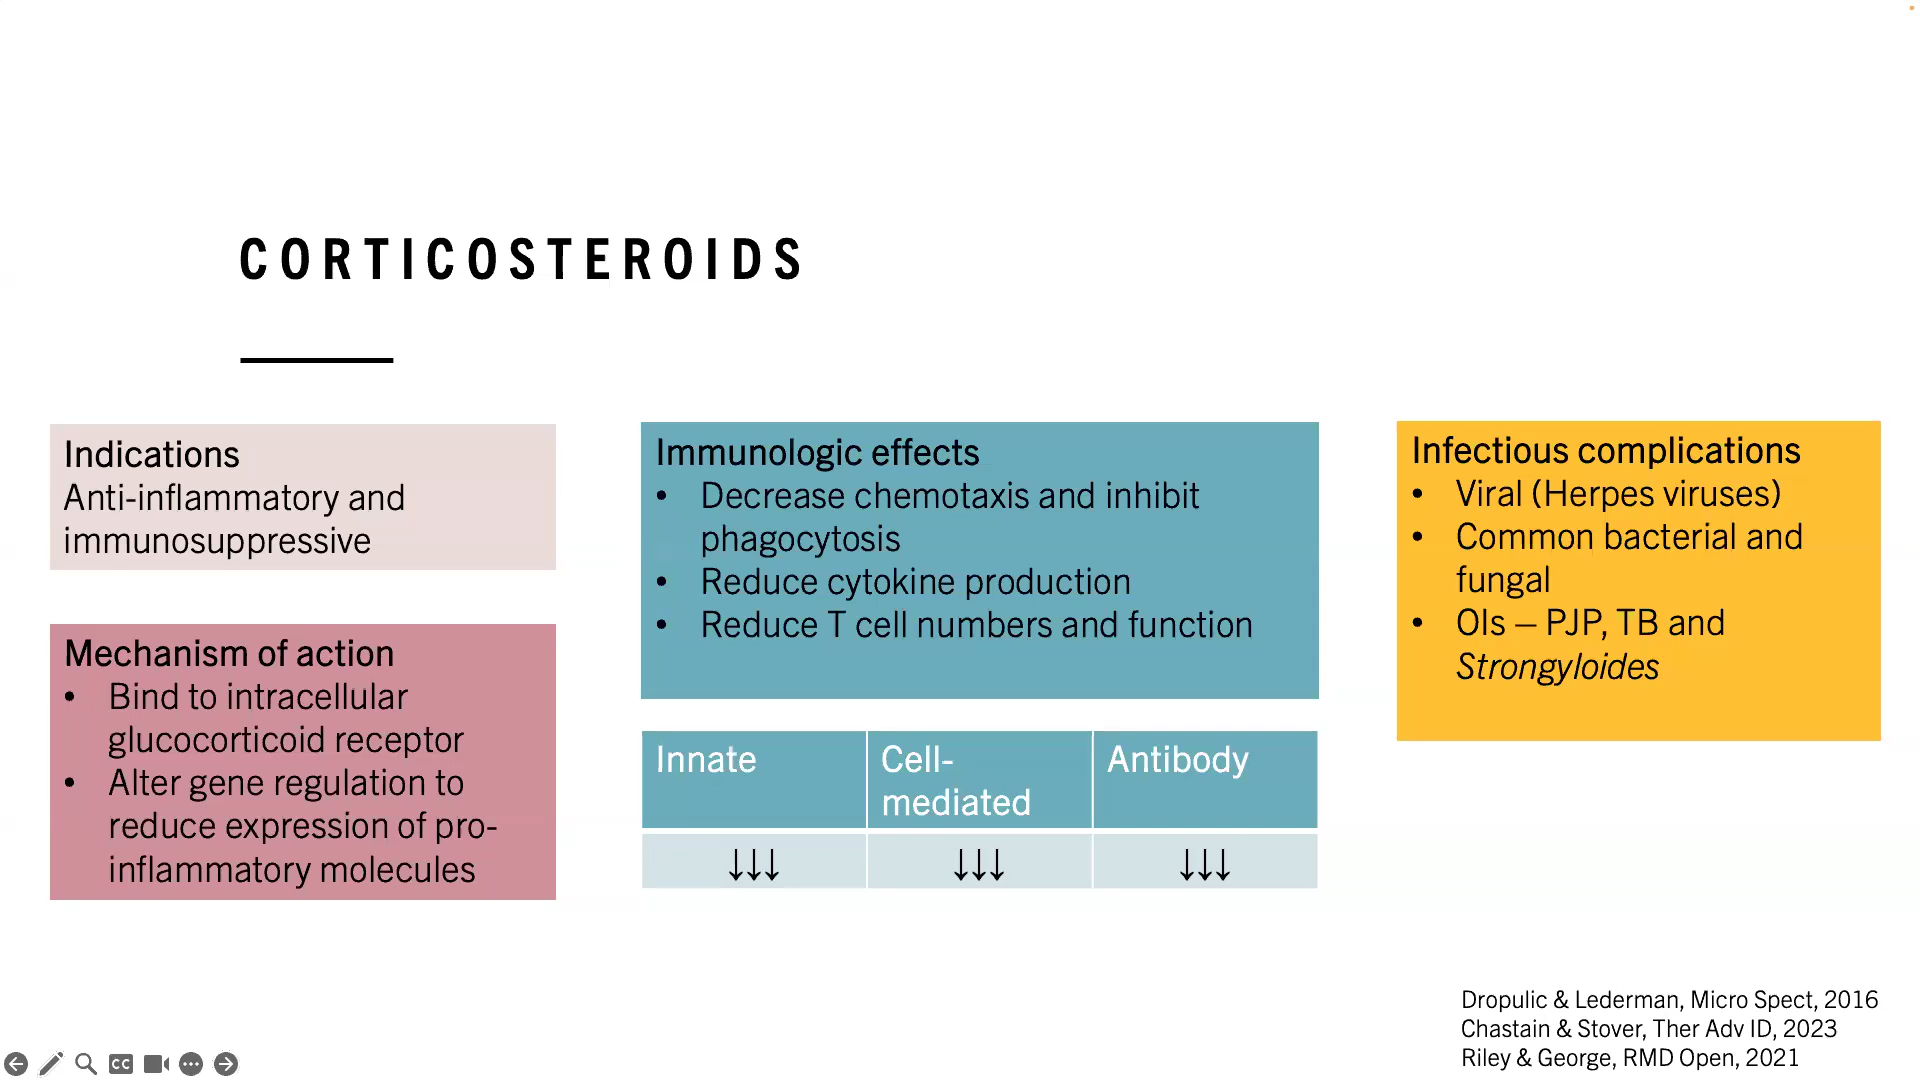 CORTICOSTEROIDS
Indications
Anti-inflammatory and
immunosuppressive
Mechanism of action
• Bind to intracellular
glucocorticoid receptor
• Alter gene regulation to
reduce expression of pro-
inflammatory molecules
Immunologic effects
• Decrease chemotaxis and inhibit
phagocytosis
• Reduce cytokine production
• Reduce T cell numbers and function
Innate
Cell-
mediated
Antibody
↓↓↓
↓↓↓
↓↓↓
Infectious complications
• Viral (Herpes viruses)
• Common bacterial and
fungal
• OIs – PJP, TB and
Strongyloides
Dropulic & Lederman, Micro Spect, 2016
Chastain & Stover, Ther Adv ID, 2023
Riley & George, RMD Open, 2021
CC